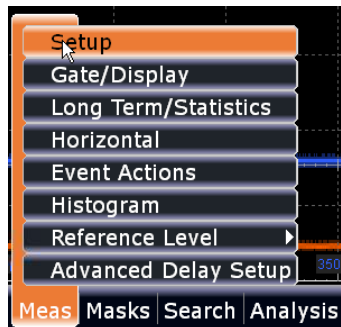 Setup
Gate/Display
Long Term/Statistics
Horizontal
Event Actions
Histogram
Reference Level
Advanced Delay Setup
350
Meas Masks Search Analysis